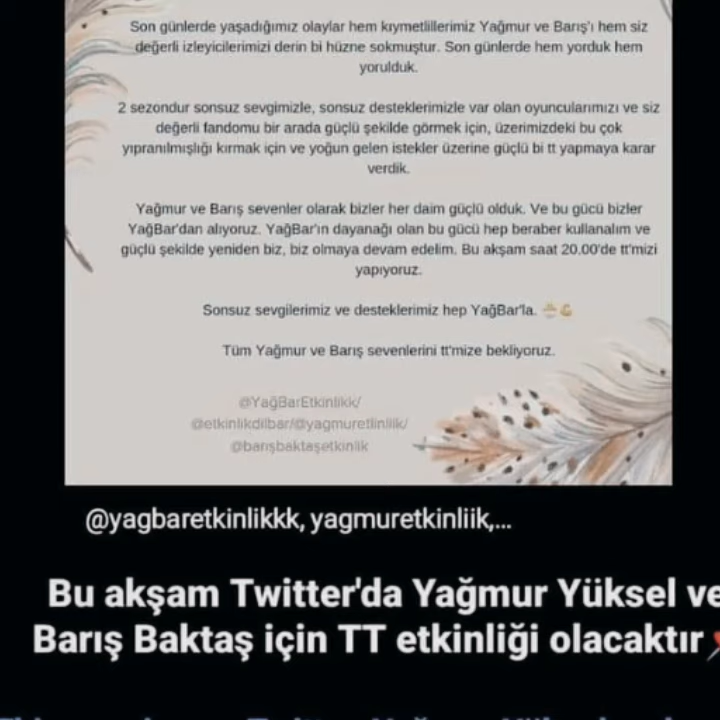 Son günlerde yaşadığımız olaylar hem kıymetlillerimiz Yağmur ve Barış'ı hem siz
değerli izleyicilerimizi derin bi hüzne sokmuştur. Son günlerde hem yorduk hem
yorulduk.
2 sezondur sonsuz sevgimizle, sonsuz desteklerimizle var olan oyuncularımızı ve siz
değerli fandomu bir arada güçlü şekilde görmek için, üzerimizdeki bu çok
yıpranılmışlığı kırmak için ve yoğun gelen istekler üzerine güçlü bi tt yapmaya karar
verdik.
Yağmur ve Barış sevenler olarak bizler her daim güçlü olduk. Ve bu gücü bizler
YağBar'dan alıyoruz. YağBar'ın dayanağı olan bu gücü hep beraber kullanalım ve
güçlü şekilde yeniden biz, biz olmaya devam edelim. Bu akşam saat 20.00'de tt'mizi
yapıyoruz.
Sonsuz sevgilerimiz ve desteklerimiz hep YağBar'la.
Tüm Yağmur ve Barış sevenlerini tt'mize bekliyoruz.
@YağBarEtkinlikk/
@etkinlikdilbar/@yagmuretlinliik/
@barışbaktaşetkinlik
@yagbaretkinlikkk, yagmuretkinliik,...
Bu akşam Twitter'da Yağmur Yüksel ve
Barış Baktaş için TT etkinliği olacaktır